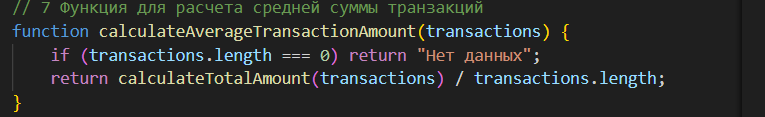 // 7 Функция для расчета средней суммы транзакций
function calculateAverageTransactionAmount(transactions) {
    if (transactions.length === 0) return "Нет данных";
    return calculateTotalAmount(transactions) / transactions.length;
}